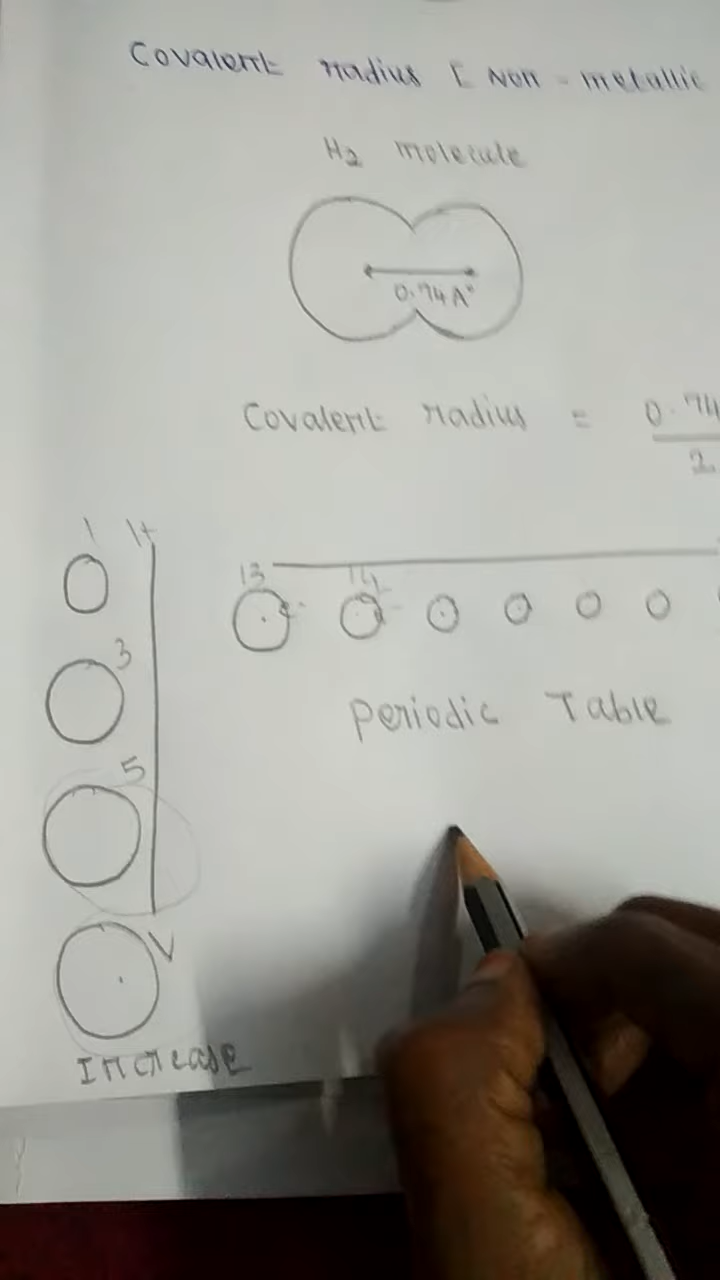 Covalent radius [ Non - metallic
H2 molecule
0.74 A°
Covalent radius = 0.74
2
1 1+
13 14
3
Periodic Table
5
Increase